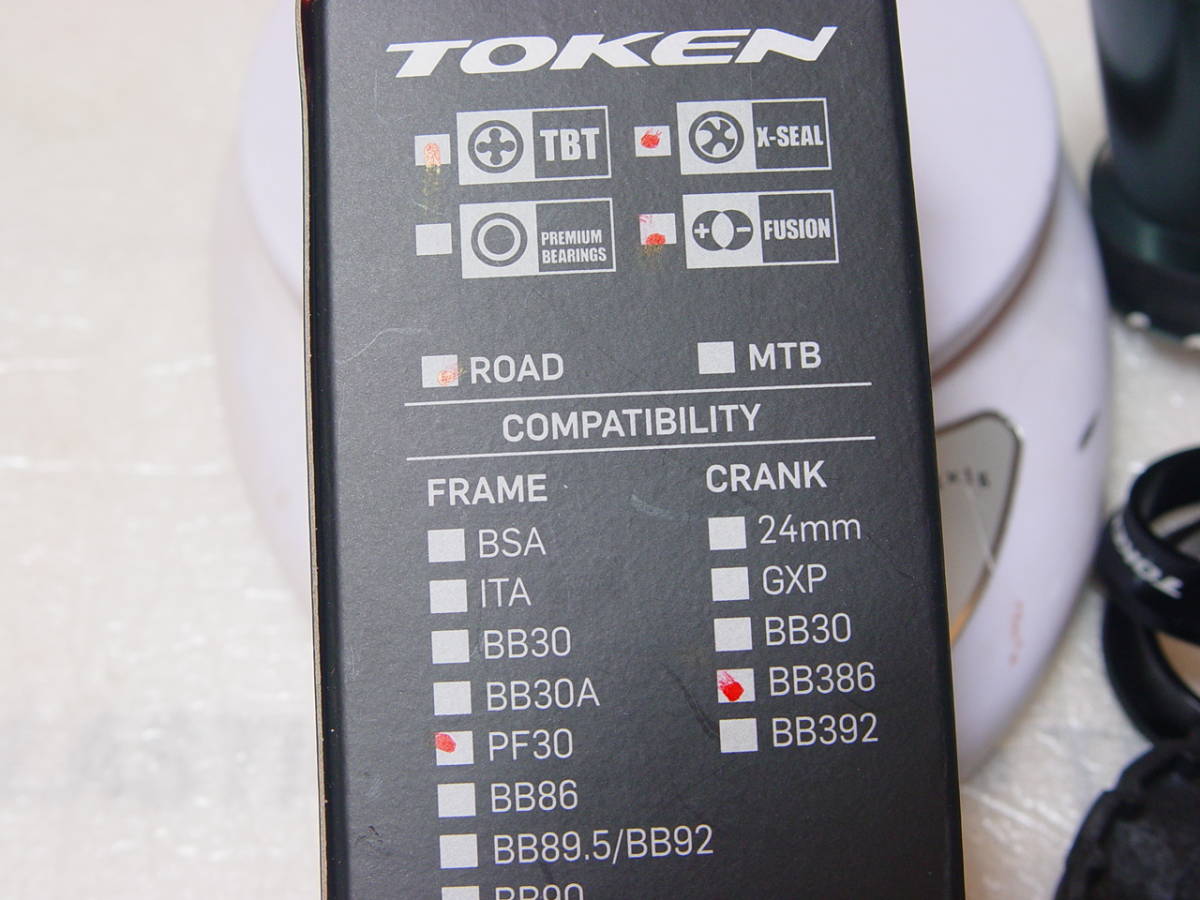 TOKEN
TBT
X-SEAL
PREMIUM
BEARINGS
+ -
FUSION
ROAD
MTB
COMPATIBILITY
FRAME
BSA
ITA
BB30
BB30A
PF30
BB86
BB89.5/BB92
BB90
CRANK
24mm
GXP
BB30
BB386
BB392